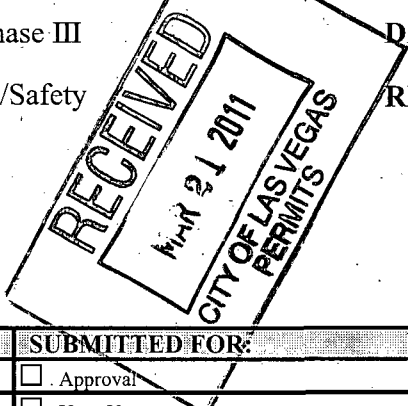 hase III
D
/Safety
R
RECEIVED
MAR 21 2011
CITY OF LAS VEGAS
PERMITS
SUBMITTED FOR:
☐ . Approval